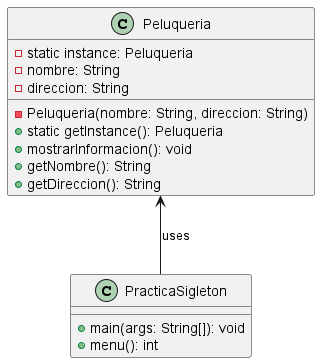 C Peluqueria
static instance: Peluqueria
nombre: String
direccion: String
Peluqueria(nombre: String, direccion: String)
static getInstance(): Peluqueria
mostrarInformacion(): void
getNombre(): String
getDireccion(): String
uses
C PracticaSigleton
main(args: String[]): void
menu(): int